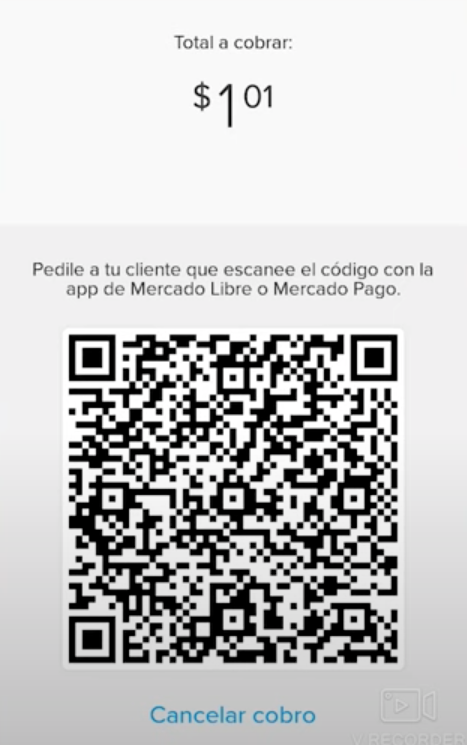 Total a cobrar:
$1 01
Pedile a tu cliente que escanee el código con la
app de Mercado Libre o Mercado Pago.
Cancelar cobro
V RECORDER